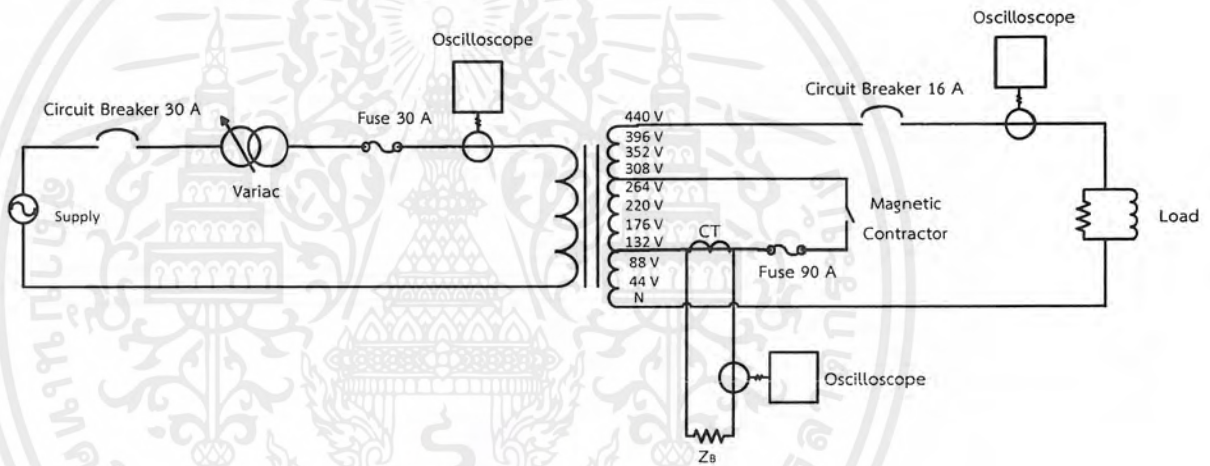 Oscilloscope
Oscilloscope
Circuit Breaker 30 A
Fuse 30 A
Circuit Breaker 16 A
Variac
Supply
440 V
396 V
352 V
308 V
264 V
220 V
176 V
132 V
88 V
44 V
N
CT
Fuse 90 A
Magnetic
Contractor
Load
Oscilloscope
ZB